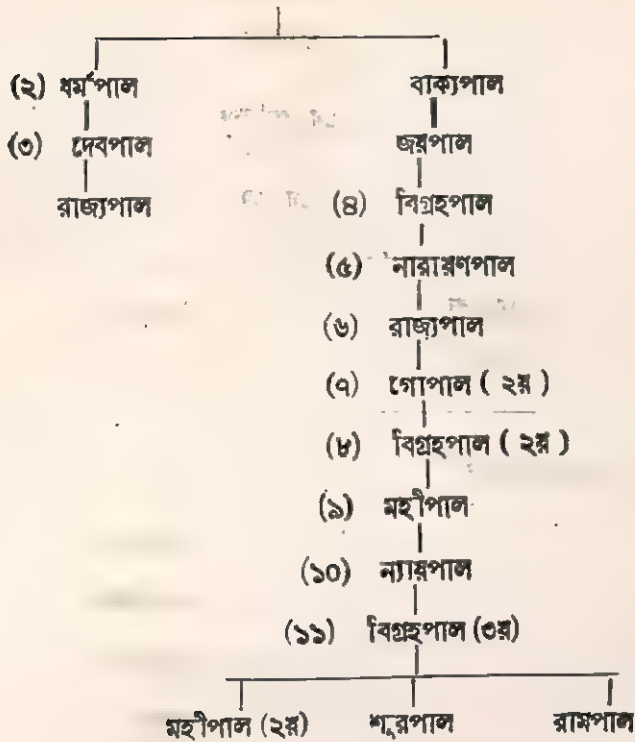 (২) ধর্মপাল বাক্যপাল
(৩) দেবপাল জয়পাল
রাজ্যপাল (৪) বিগ্রহপাল
(৫) নারায়ণপাল
(৬) রাজ্যপাল
(৭) গোপাল ( ২য় )
(৮) বিগ্রহপাল ( ২য় )
(৯) মহীপাল
(১০) ন্যায়পাল
(১১) বিগ্রহপাল (৩য়)
মহীপাল (২য়) শূরপাল রামপাল